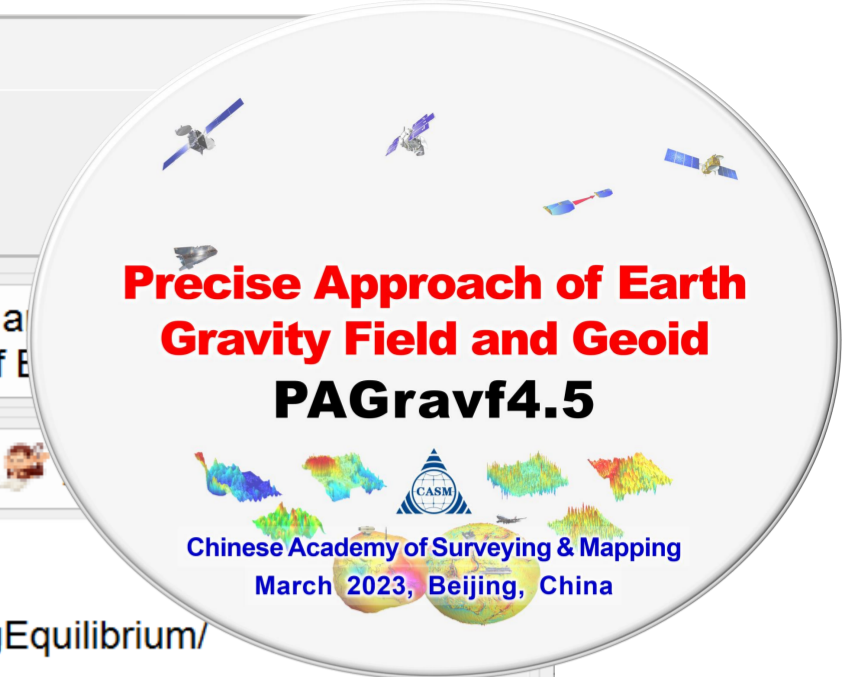 Precise Approach of Earth
Gravity Field and Geoid
PAGravf4.5
CASM
Chinese Academy of Surveying & Mapping
March 2023, Beijing, China
Equilibrium/